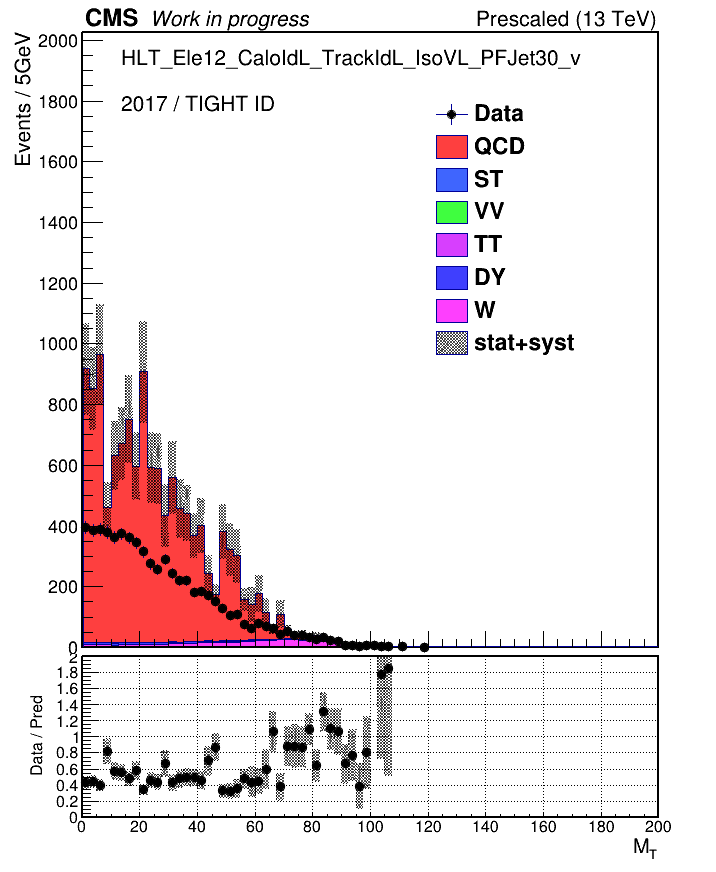 CMS Work in progress Prescaled (13 TeV)
HLT_Ele12_CaloIdL_TrackIdL_IsoVL_PFJet30_v
2017 / TIGHT ID
Data
QCD
ST
VV
TT
DY
W
stat+syst
Events / 5GeV
2000
1800
1600
1400
1200
1000
800
600
400
200
0
Data / Pred
2
1.8
1.6
1.4
1.2
1
0.8
0.6
0.4
0.2
0
0 20 40 60 80 100 120 140 160 180 200
M_T